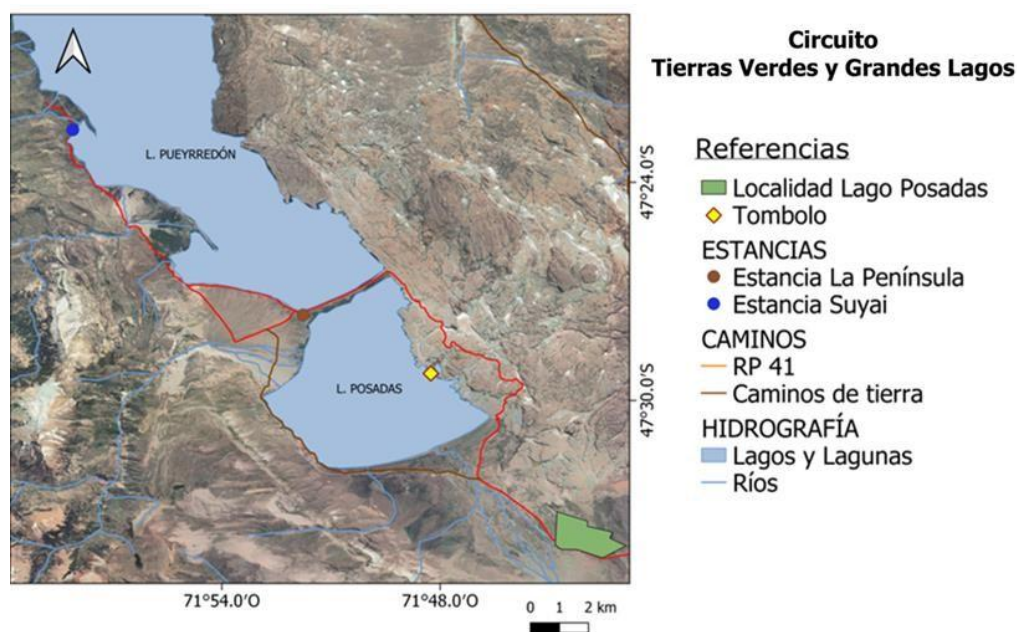 Circuito
Tierras Verdes y Grandes Lagos
L. PUEYRREDÓN
L. POSADAS
47°24.0'S
47°30.0'S
71°54.0'O
71°48.0'O
0 1 2 km
Referencias
Localidad Lago Posadas
Tombolo
ESTANCIAS
Estancia La Península
Estancia Suyai
CAMINOS
RP 41
Caminos de tierra
HIDROGRAFÍA
Lagos y Lagunas
Ríos